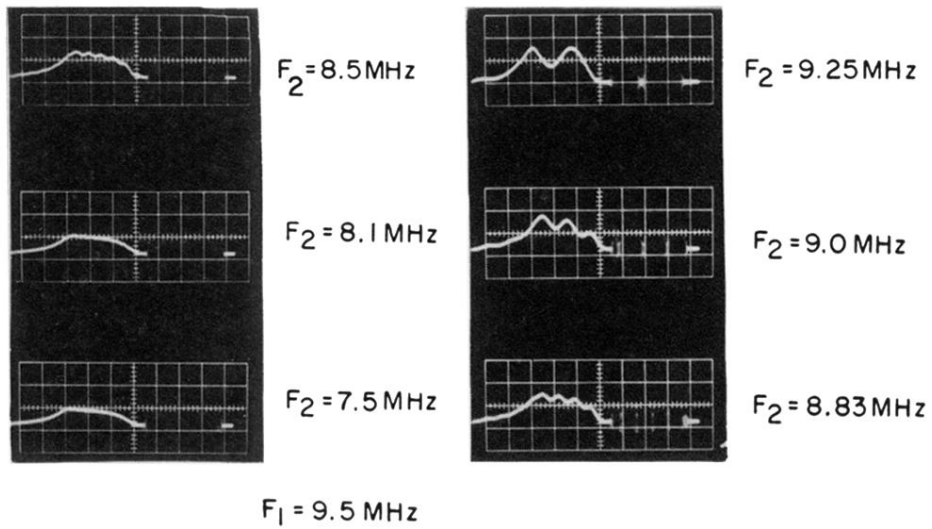 F2 = 8.5 MHz
F2 = 8.1 MHz
F2 = 7.5 MHz
F2 = 9.25 MHz
F2 = 9.0 MHz
F2 = 8.83 MHz
F1 = 9.5 MHz